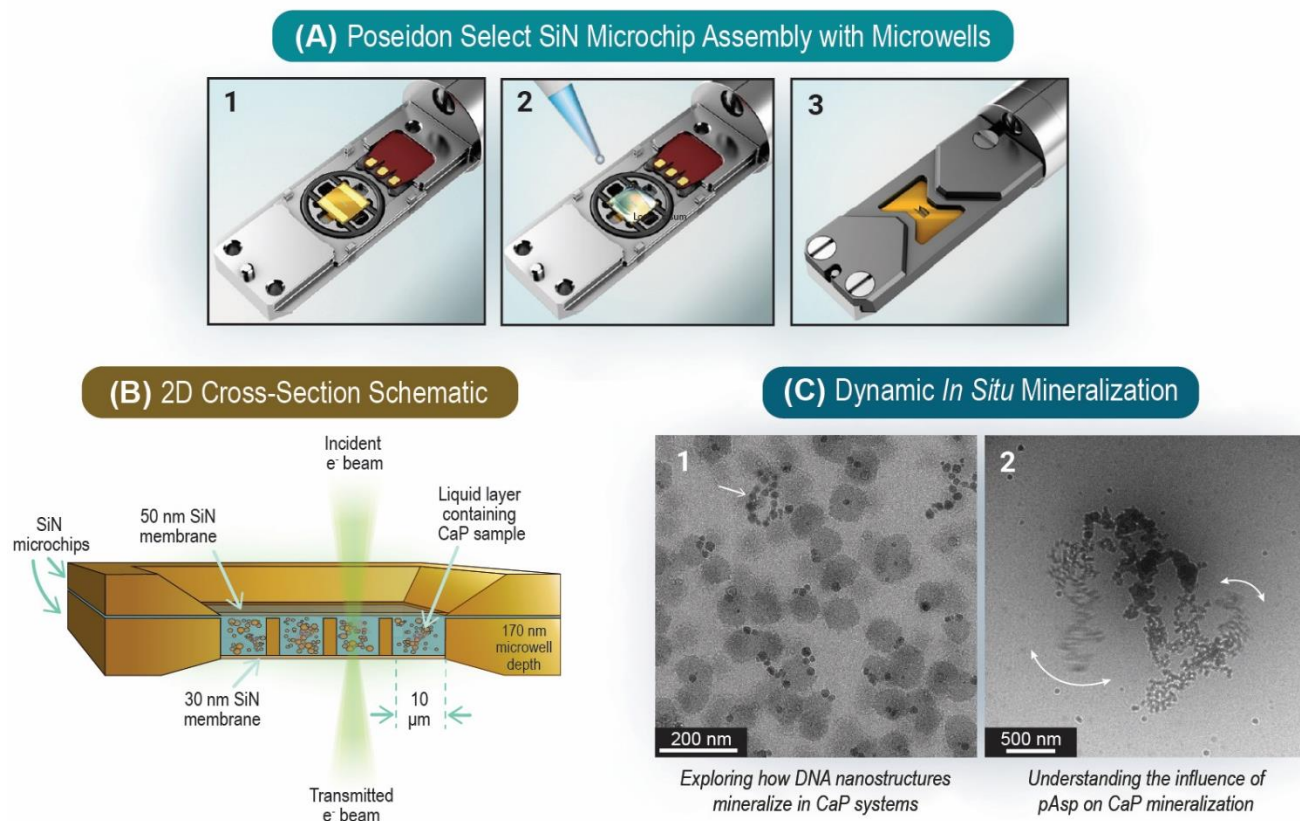 (A) Poseidon Select SiN Microchip Assembly with Microwells
1
2
3
(B) 2D Cross-Section Schematic
Incident
e- beam
SiN
microchips
50 nm SiN
membrane
Liquid layer
containing
CaP sample
170 nm
microwell
depth
30 nm SiN
membrane
10
µm
Transmitted
e- beam
(C) Dynamic In Situ Mineralization
1
200 nm
Exploring how DNA nanostructures
mineralize in CaP systems
2
500 nm
Understanding the influence of
pAsp on CaP mineralization